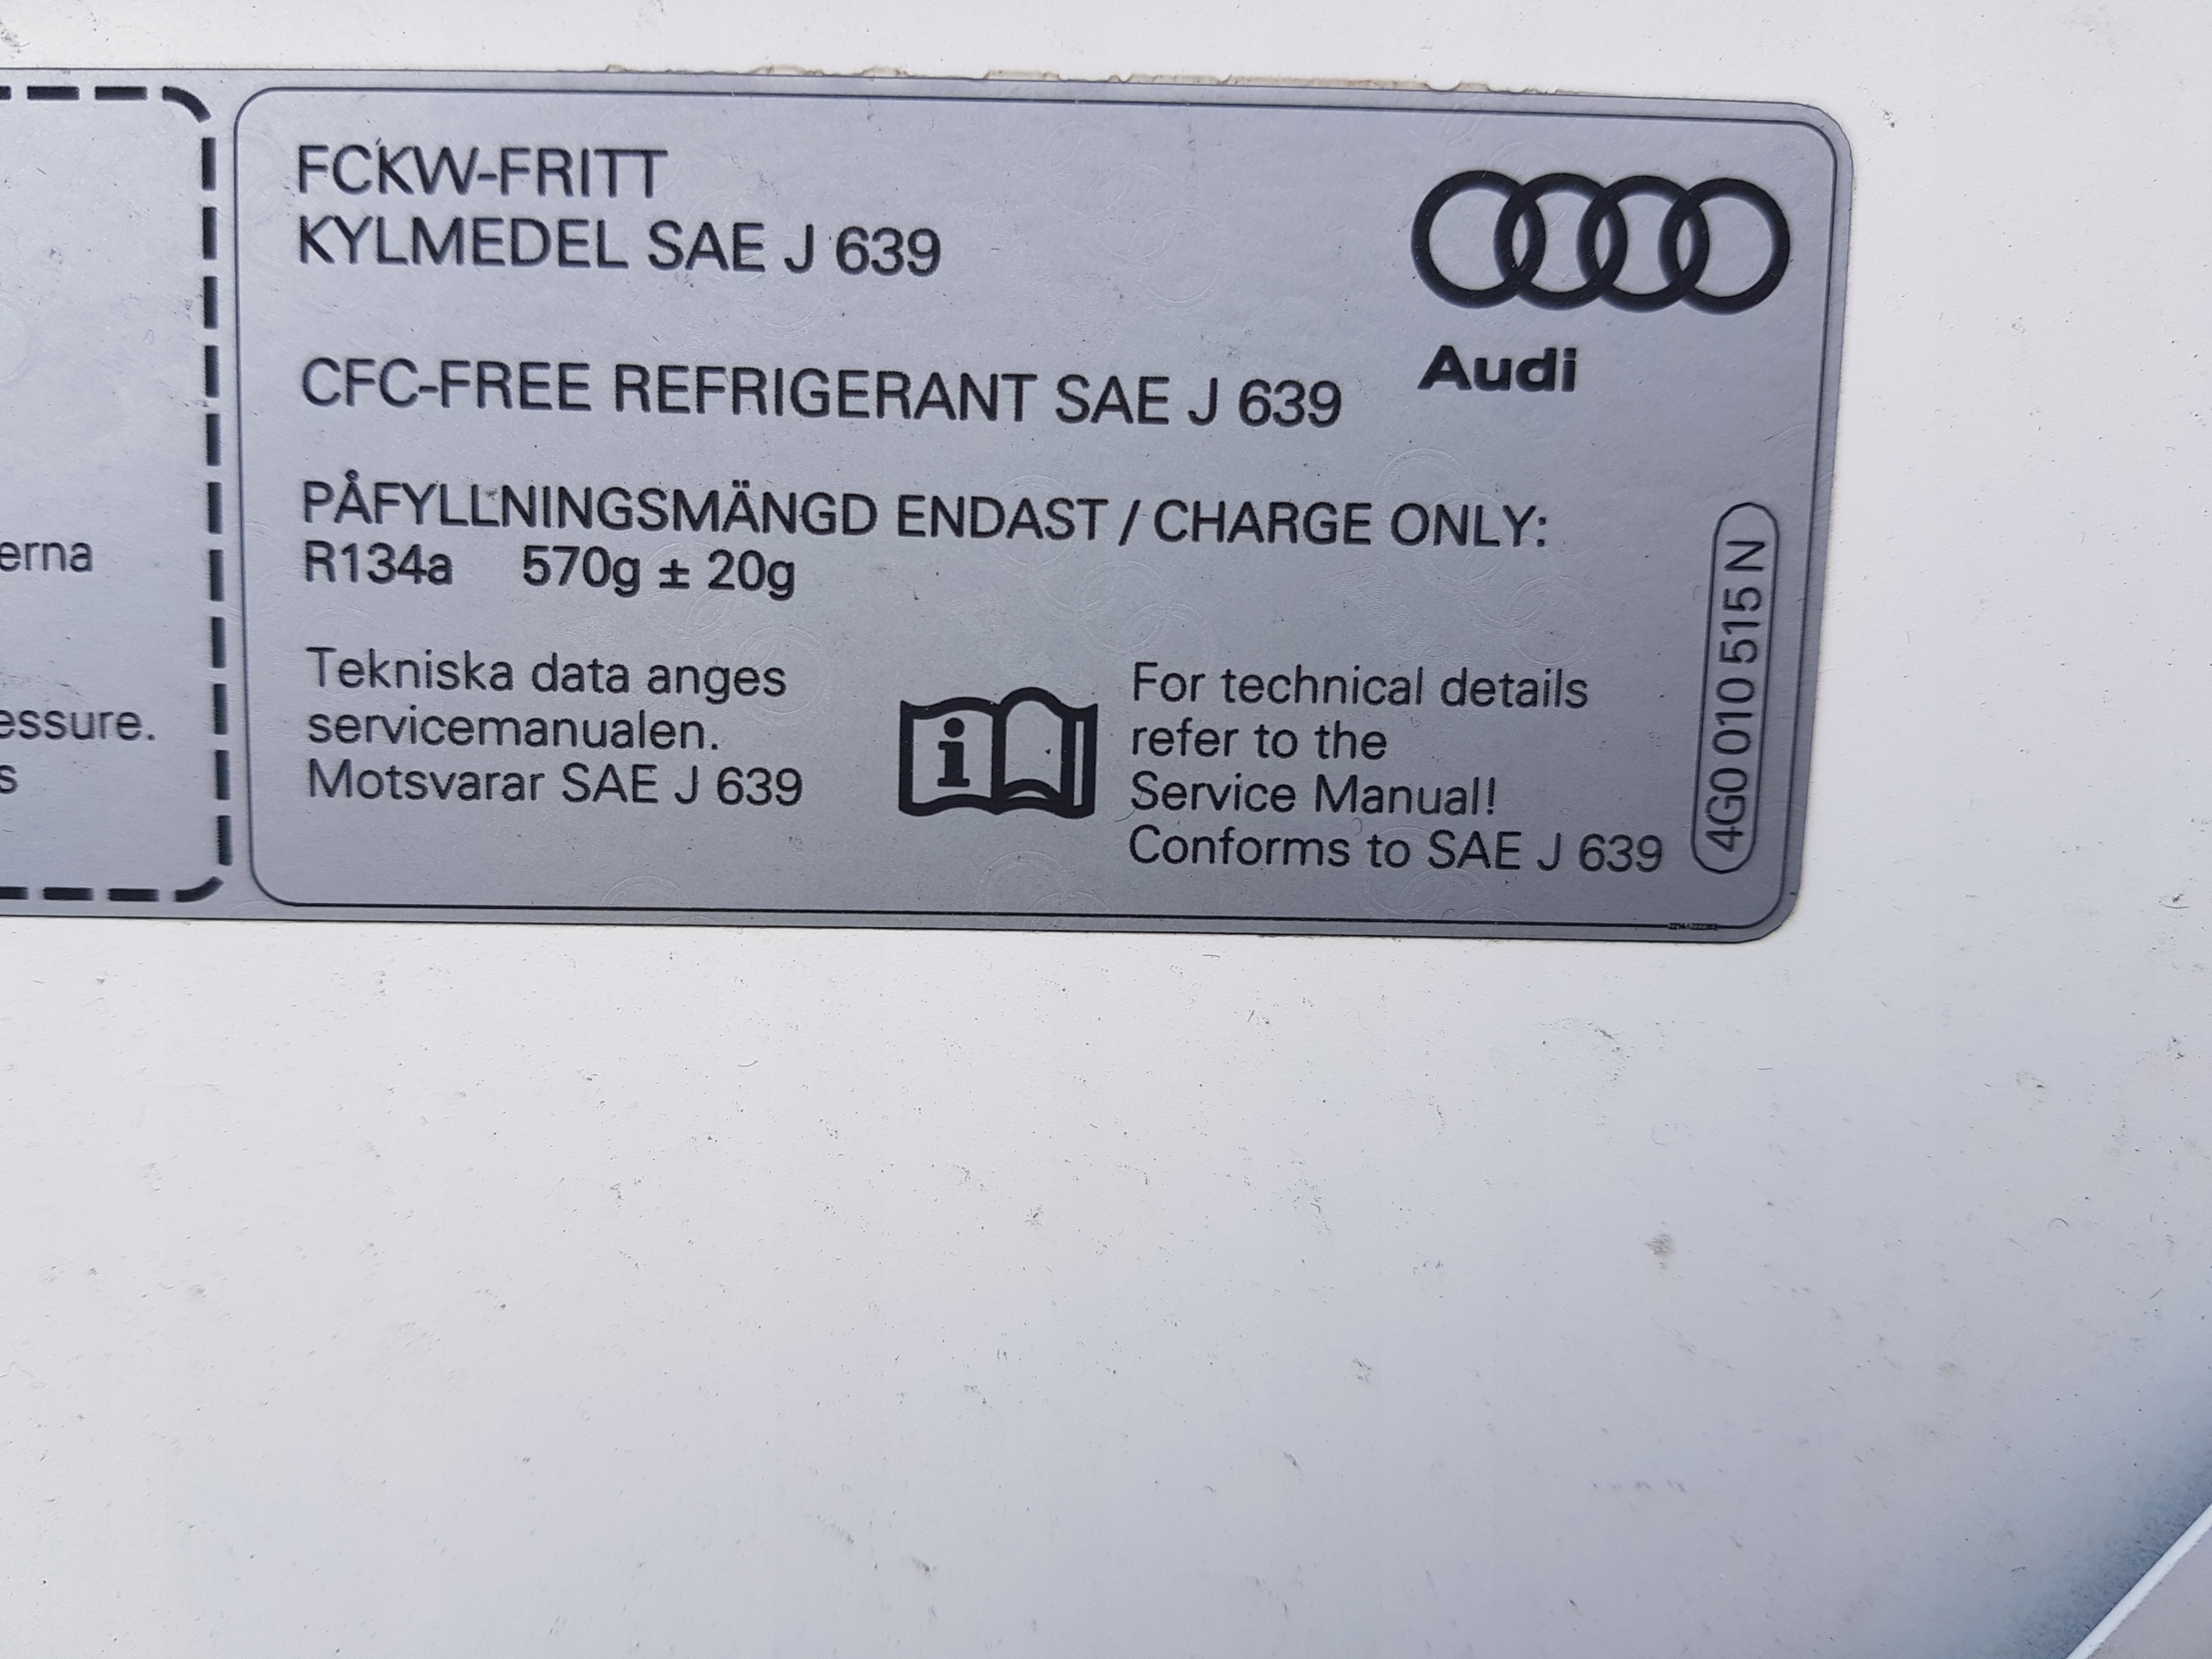 erna
essure.
s
FCKW-FRITT
KYLMEDEL SAE J 639
CFC-FREE REFRIGERANT SAE J 639
Audi
PÅFYLLNINGSMÄNGD ENDAST / CHARGE ONLY:
R134a 570g ± 20g
Tekniska data anges
servicemanualen.
Motsvarar SAE J 639
i
For technical details
refer to the
Service Manual!
Conforms to SAE J 639
4G0 010 515 N